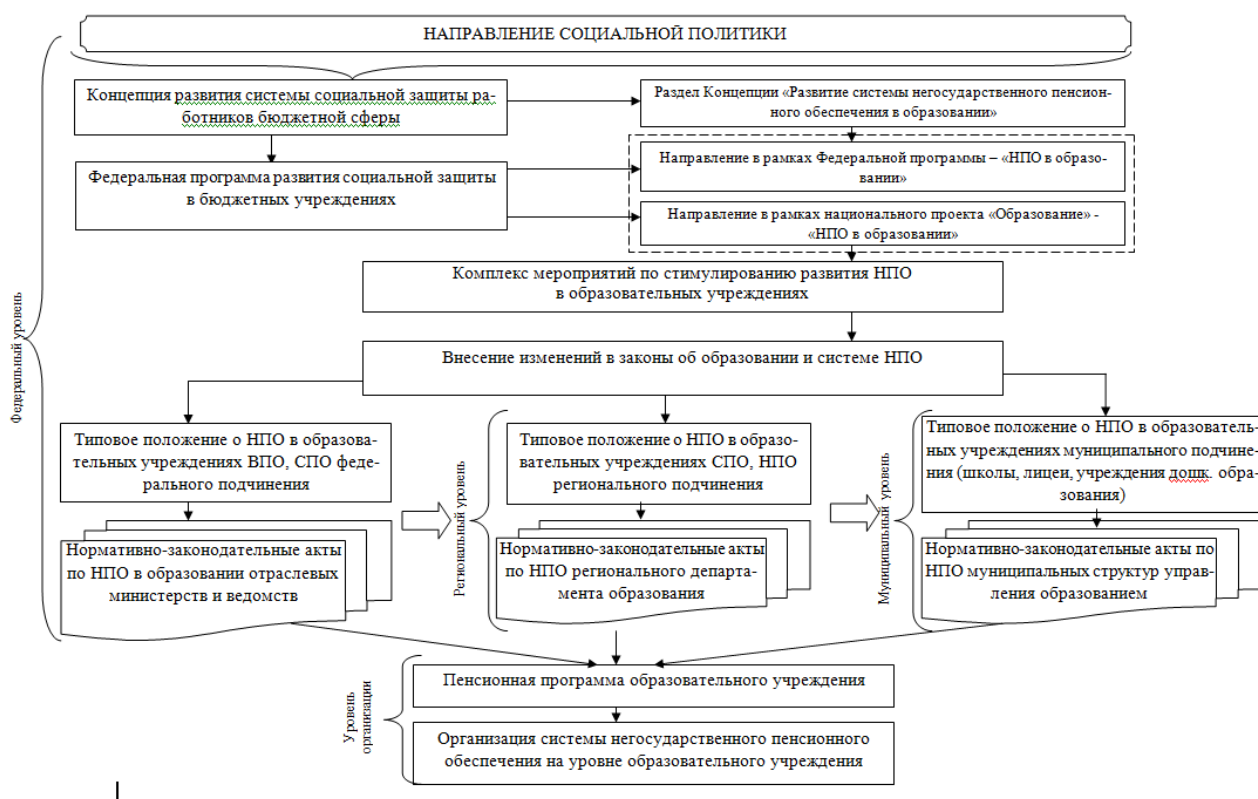 НАПРАВЛЕНИЕ СОЦИАЛЬНОЙ ПОЛИТИКИ
Концепция развития системы социальной защиты ра-
ботников бюджетной сферы
Раздел Концепции «Развитие системы негосударственного пенсион-
ного обеспечения в образовании»
Федеральная программа развития социальной защиты
в бюджетных учреждениях
Направление в рамках Федеральной программы – «НПО в образо-
вании»
Направление в рамках национального проекта «Образование» -
«НПО в образовании»
Комплекс мероприятий по стимулированию развития НПО
в образовательных учреждениях
Внесение изменений в законы об образовании и системе НПО
Федеральный уровень
Типовое положение о НПО в образова-
тельных учреждениях ВПО, СПО феде-
рального подчинения
Нормативно-законодательные акты
по НПО в образовании отраслевых
министерств и ведомств
Региональный уровень
Типовое положение о НПО в образо-
вательных учреждениях СПО, НПО
регионального подчинения
Нормативно-законодательные акты
по НПО регионального департа-
мента образования
Муниципальный уровень
Типовое положение о НПО в образователь-
ных учреждениях муниципального подчине-
ния (школы, лицеи, учреждения дошк. обра-
зования)
Нормативно-законодательные акты по
НПО муниципальных структур управ-
ления образованием
Уровень
организации
Пенсионная программа образовательного учреждения
Организация системы негосударственного пенсионного
обеспечения на уровне образовательного учреждения